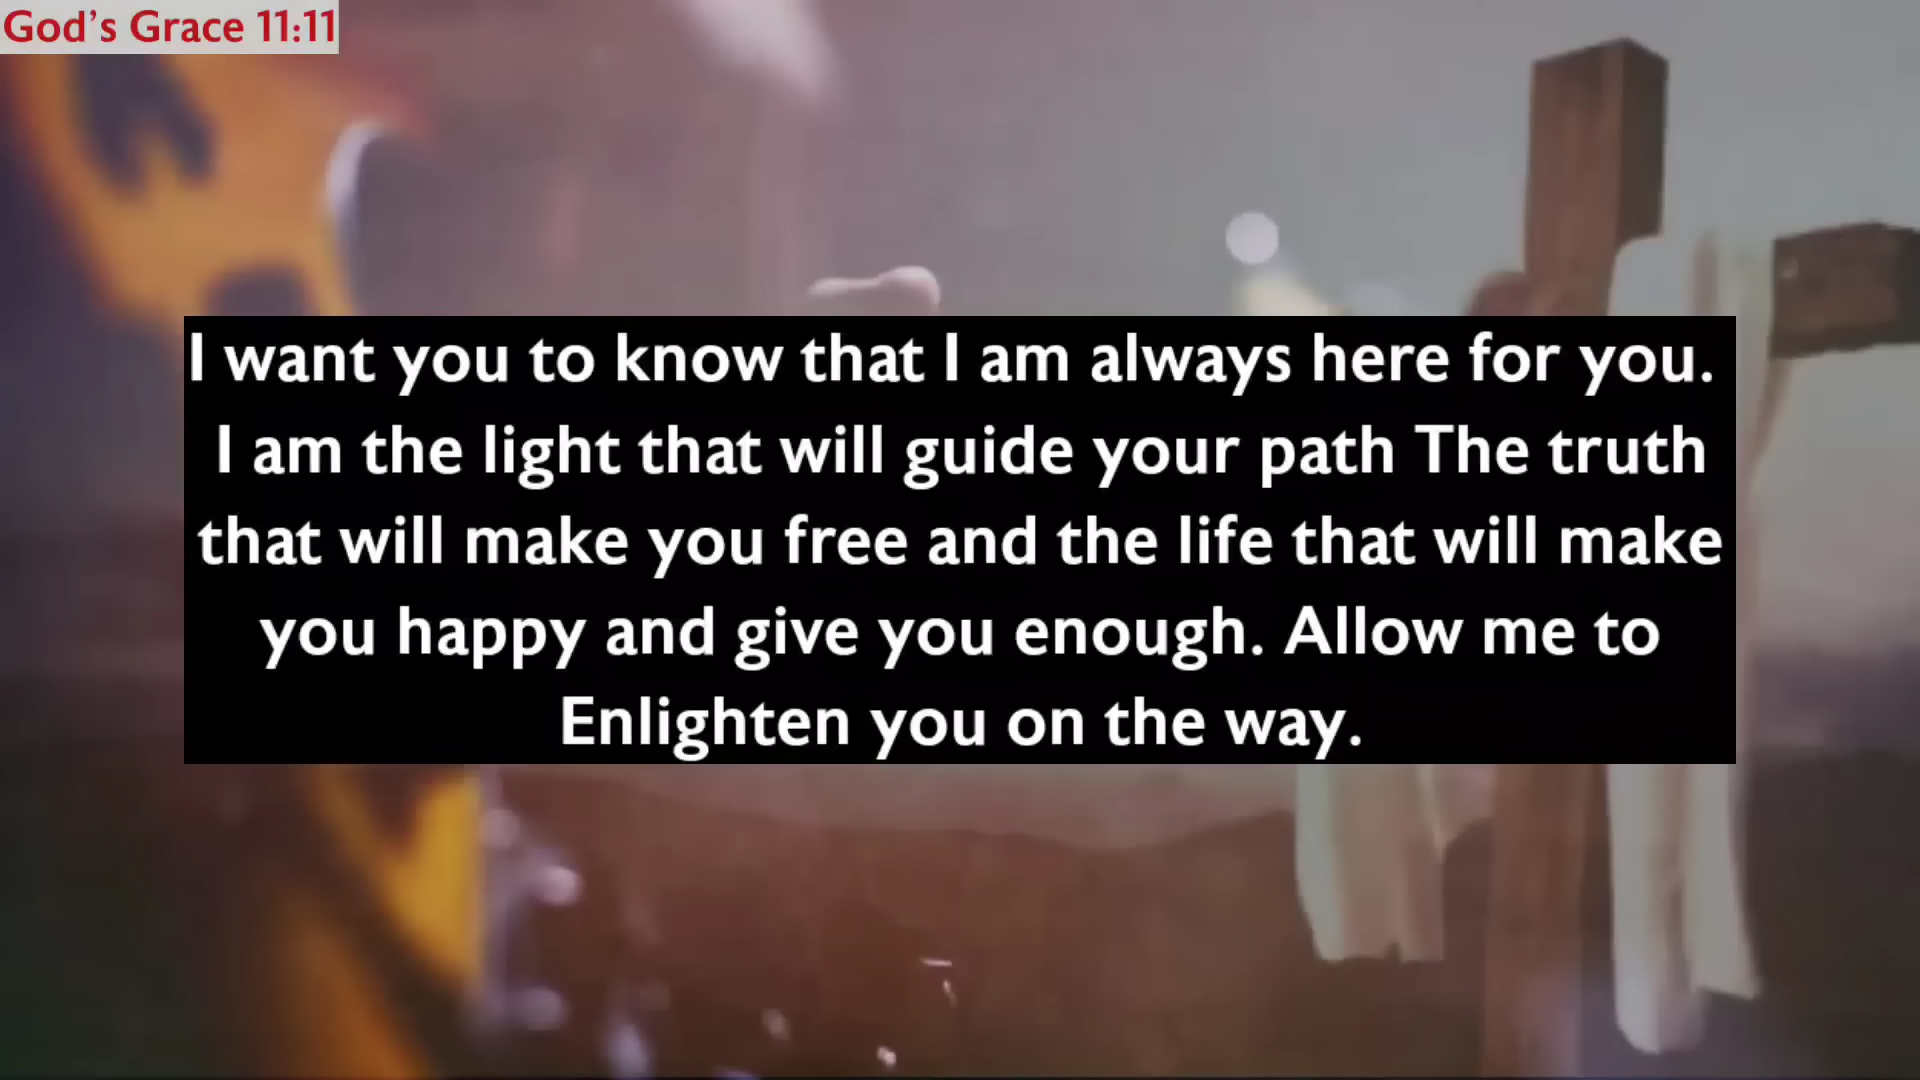 God's Grace 11:11
I want you to know that I am always here for you.
I am the light that will guide your path The truth
that will make you free and the life that will make
you happy and give you enough. Allow me to
Enlighten you on the way.